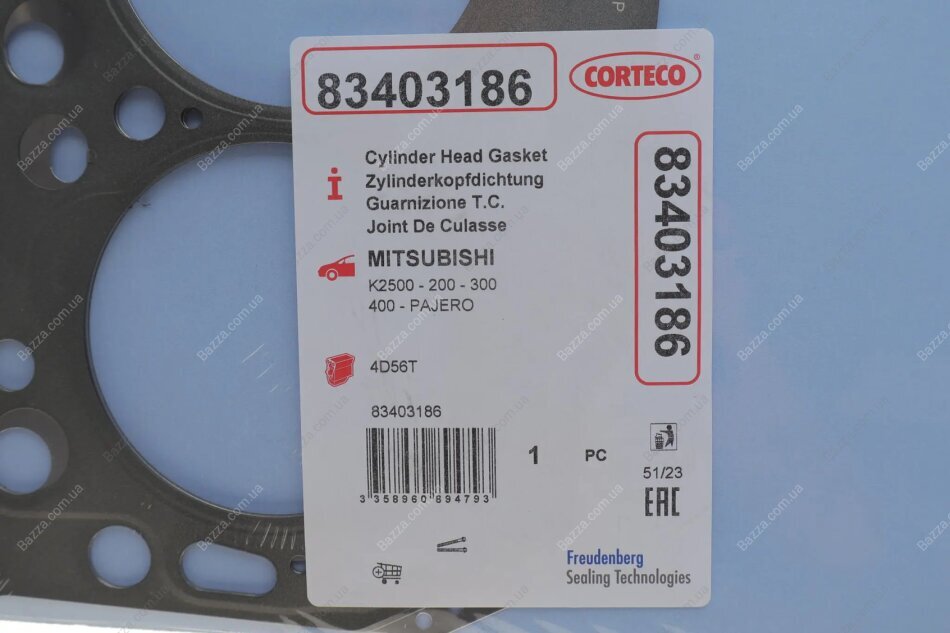 P
83403186
CORTECO®
Cylinder Head Gasket
Zylinderkopfdichtung
Guarnizione T.C.
Joint De Culasse
MITSUBISHI
K2500 - 200 - 300
400 - PAJERO
4D56T
83403186
83403186
3 358960 894793
1 PC
51/23
EAC
Freudenberg
Sealing Technologies
Bazza.com.ua